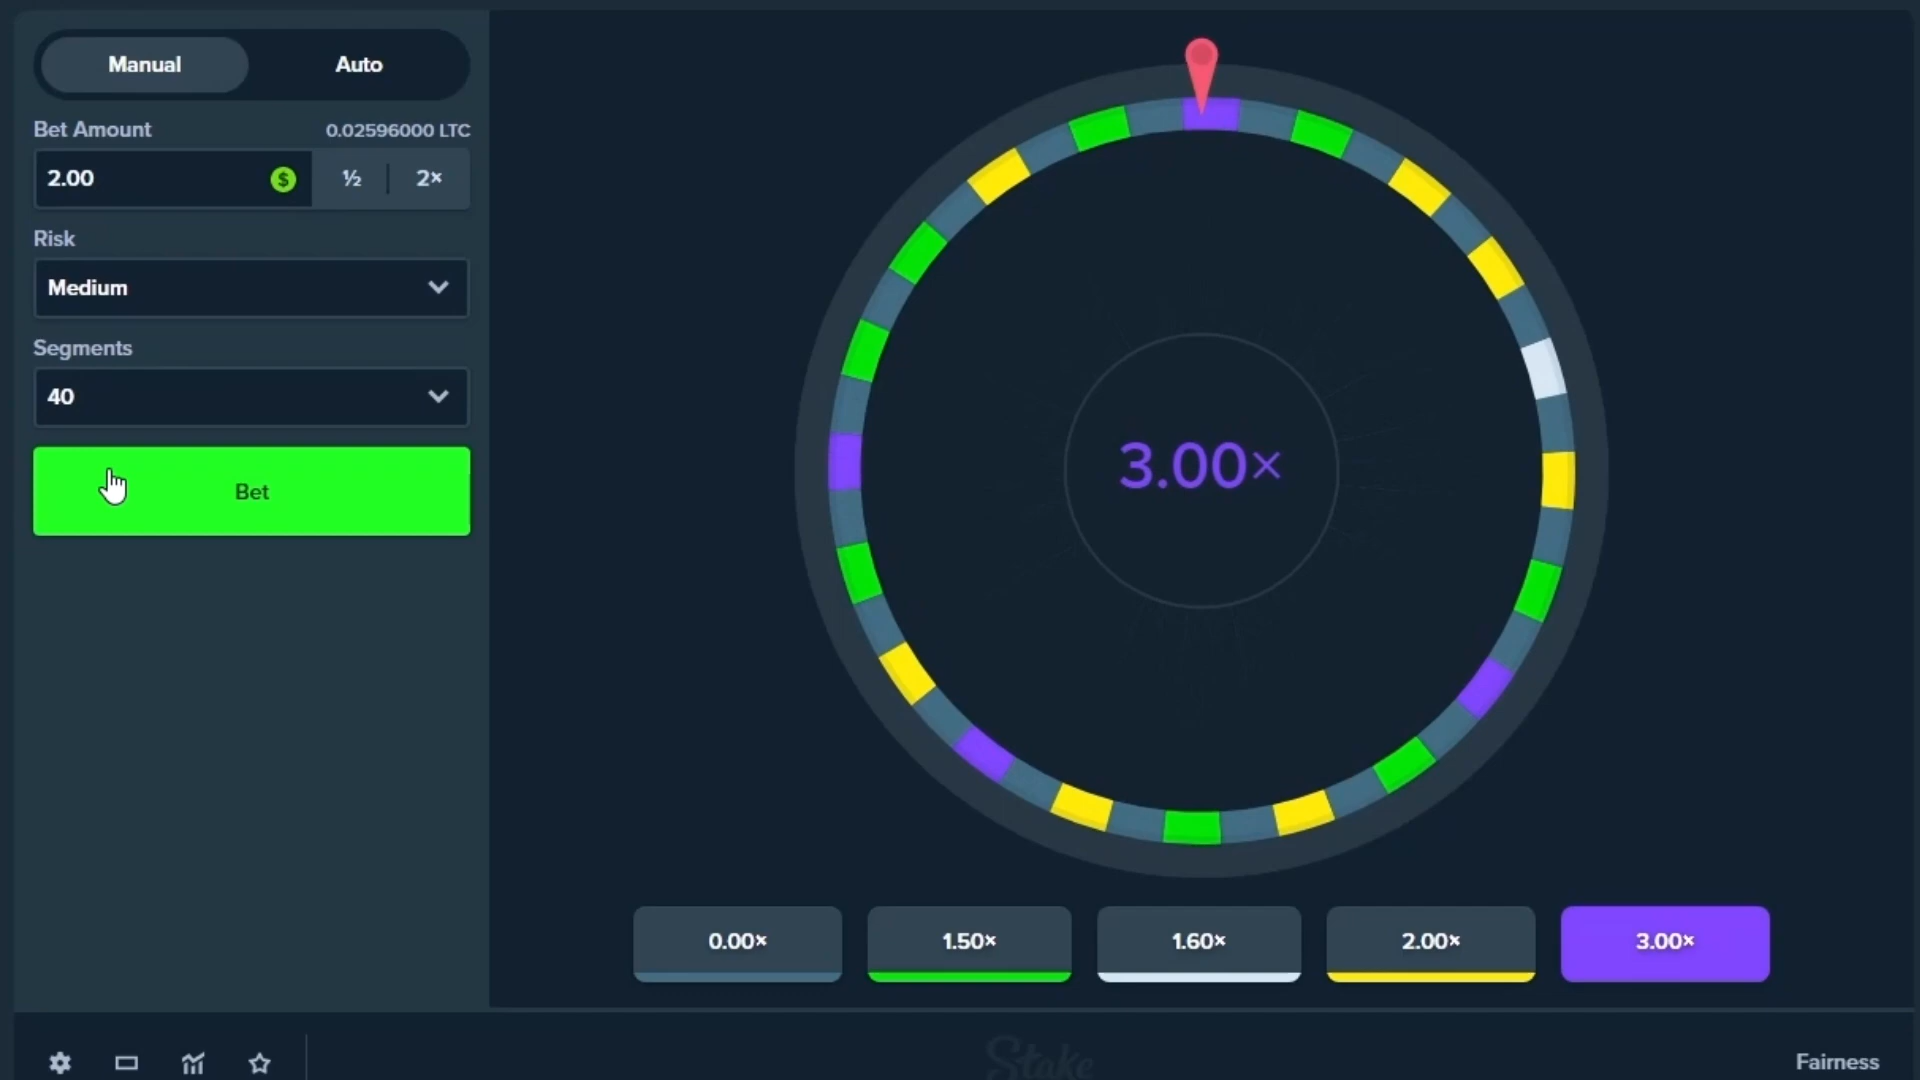 Manual Auto
Bet Amount 0.02596000 LTC
2.00 $ ½ 2×
Risk
Medium
Segments
40
Bet
3.00×
0.00× 1.50× 1.60× 2.00× 3.00×
Stake Fairness